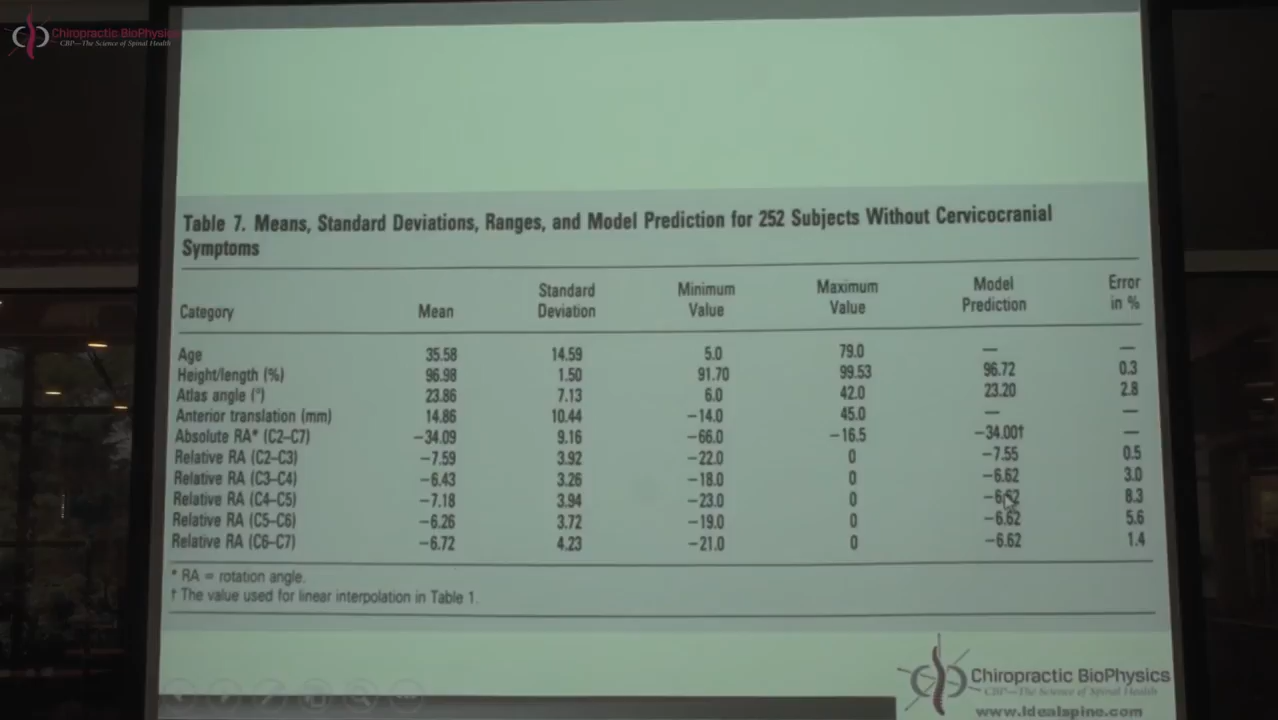 Chiropractic BioPhysics
CBP—The Science of Spinal Health
Table 7. Means, Standard Deviations, Ranges, and Model Prediction for 252 Subjects Without Cervicocranial
Symptoms
Category Mean Standard Deviation Minimum Value Maximum Value Model Prediction Error in %
Age 35.58 14.59 5.0 79.0 — —
Height/length (%) 96.98 1.50 91.70 99.53 96.72 0.3
Atlas angle (°) 23.86 7.13 6.0 42.0 23.20 2.8
Anterior translation (mm) 14.86 10.44 −14.0 45.0 — —
Absolute RA* (C2–C7) −34.09 9.16 −66.0 −16.5 −34.00† —
Relative RA (C2–C3) −7.59 3.92 −22.0 0 −7.55 0.5
Relative RA (C3–C4) −6.43 3.26 −18.0 0 −6.62 3.0
Relative RA (C4–C5) −7.18 3.94 −23.0 0 −6.62 8.3
Relative RA (C5–C6) −6.26 3.72 −19.0 0 −6.62 5.6
Relative RA (C6–C7) −6.72 4.23 −21.0 0 −6.62 1.4
* RA = rotation angle.
† The value used for linear interpolation in Table 1.
Chiropractic BioPhysics
CBP—The Science of Spinal Health
www.Idealspine.com